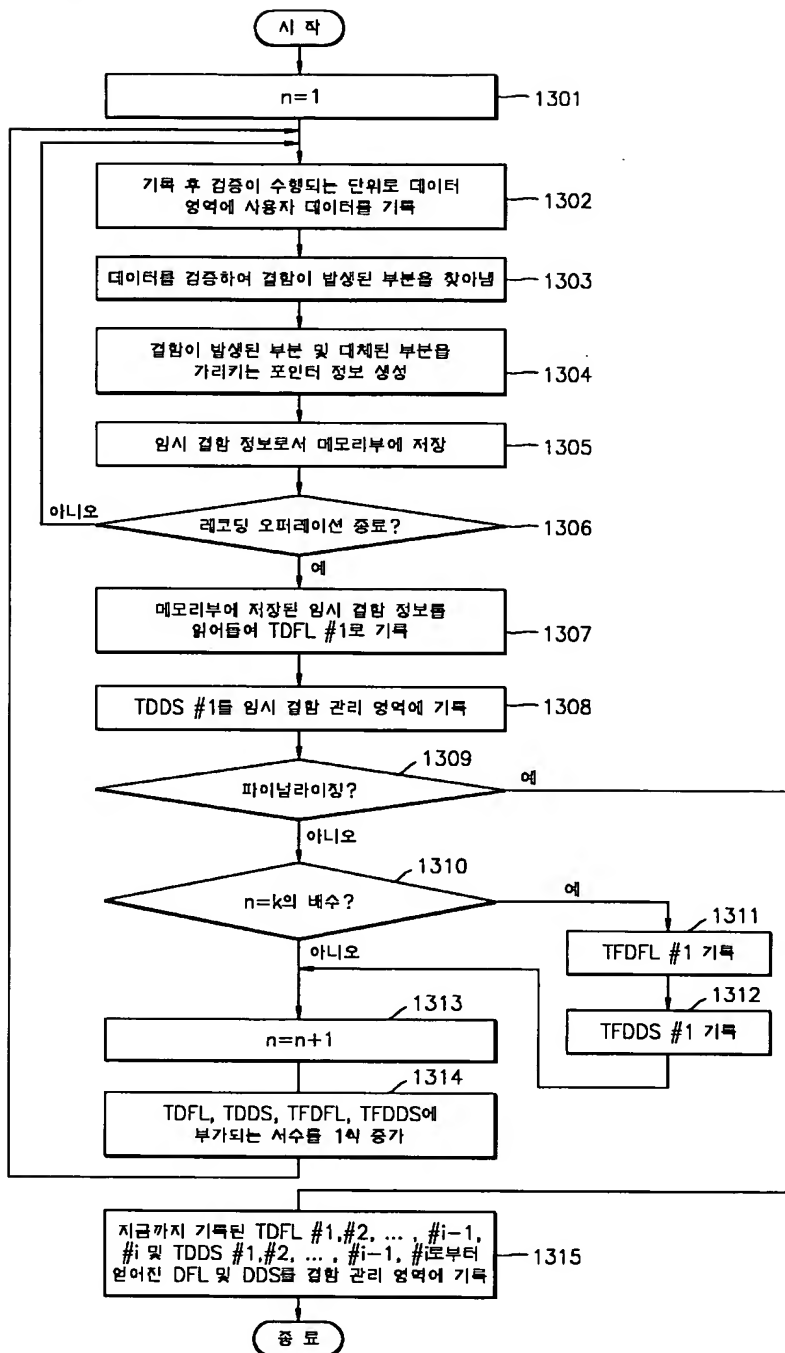 시 작
n=1
1301
기록 후 검증이 수행되는 단위로 데이터
영역에 사용자 데이터를 기록
1302
데이터를 검증하여 결함이 발생된 부분을 찾아냄
1303
결함이 발생된 부분 및 대체된 부분을
가리키는 포인터 정보 생성
1304
임시 결함 정보로서 메모리부에 저장
1305
아니오
레코딩 오퍼레이션 종료?
1306
예
메모리부에 저장된 임시 결함 정보를
읽어들여 TDFL #1로 기록
1307
TDDS #1를 임시 결함 관리 영역에 기록
1308
1309
파이널라이징?
예
아니오
1310
n=k의 배수?
예
아니오
1311
TFDFL #1 기록
1312
TFDDS #1 기록
1313
n=n+1
1314
TDFL, TDDS, TFDFL, TFDDS에
부가되는 서수를 1씩 증가
지금까지 기록된 TDFL #1,#2, ... , #i-1,
#i 및 TDDS #1,#2, ... , #i-1, #i로부터
얻어진 DFL 및 DDS를 결함 관리 영역에 기록
1315
종 료